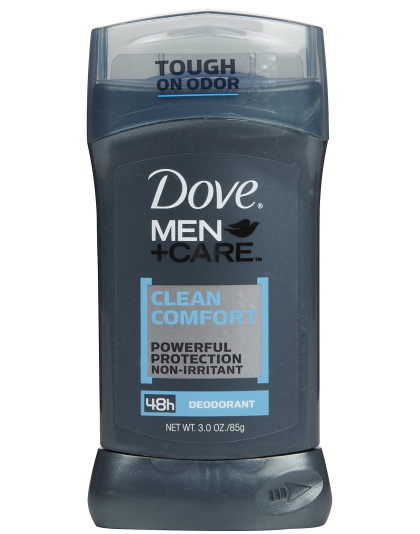 TOUGH
ON ODOR
Dove®
MEN
+CARE™
CLEAN
COMFORT
POWERFUL
PROTECTION
NON-IRRITANT
48h DEODORANT
NET WT. 3.0 OZ./85g